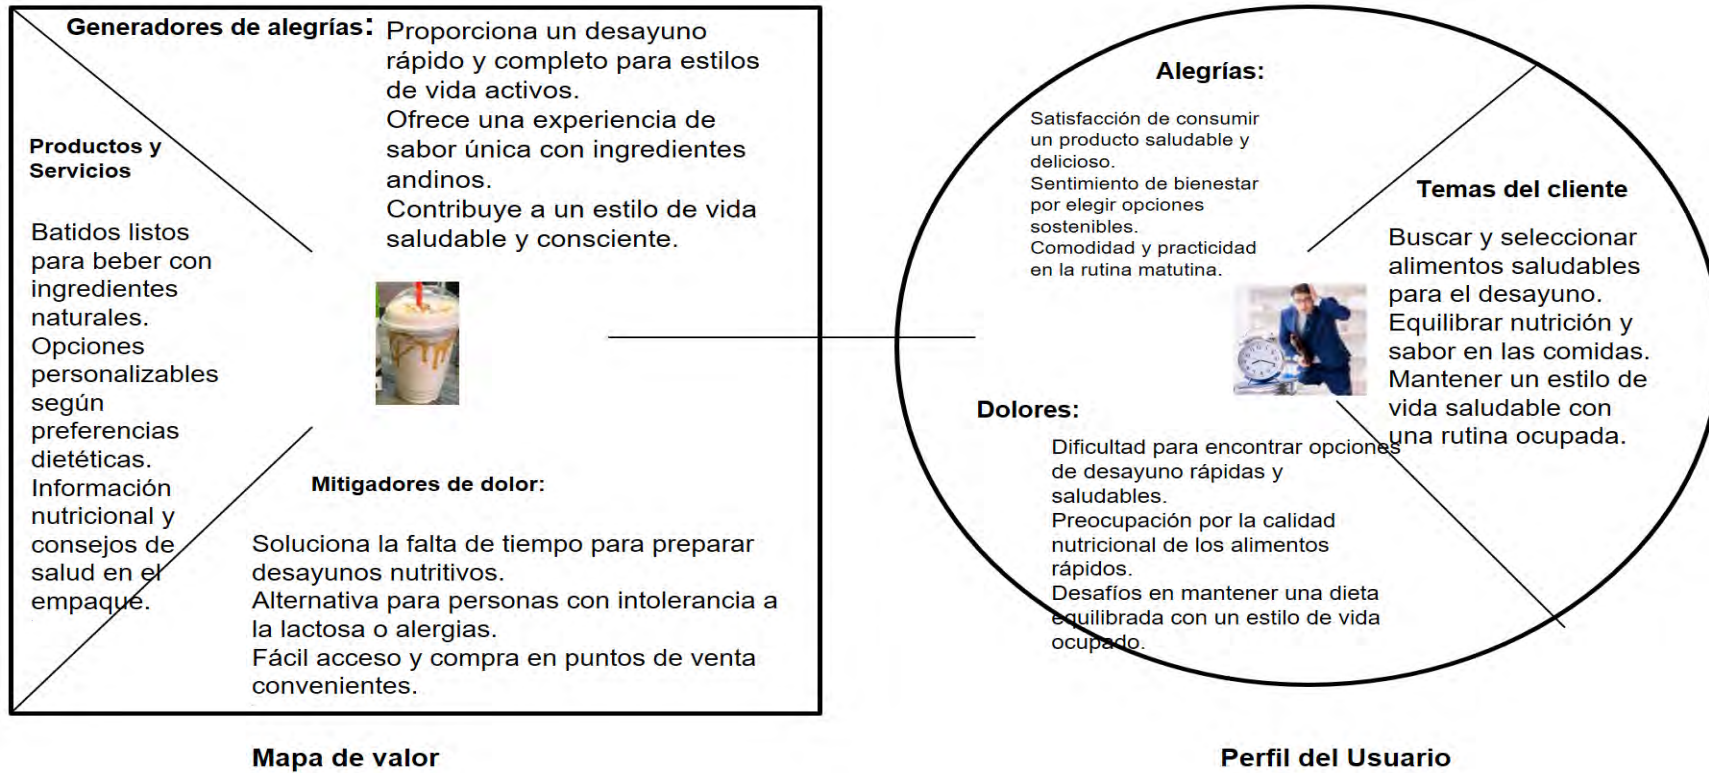 Generadores de alegrías:
Proporciona un desayuno
rápido y completo para estilos
de vida activos.
Ofrece una experiencia de
sabor única con ingredientes
andinos.
Contribuye a un estilo de vida
saludable y consciente.
Productos y
Servicios
Batidos listos
para beber con
ingredientes
naturales.
Opciones
personalizables
según
preferencias
dietéticas.
Información
nutricional y
consejos de
salud en el
empaque.
Mitigadores de dolor:
Soluciona la falta de tiempo para preparar
desayunos nutritivos.
Alternativa para personas con intolerancia a
la lactosa o alergias.
Fácil acceso y compra en puntos de venta
convenientes.
Mapa de valor
Alegrías:
Satisfacción de consumir
un producto saludable y
delicioso.
Sentimiento de bienestar
por elegir opciones
sostenibles.
Comodidad y practicidad
en la rutina matutina.
Temas del cliente
Buscar y seleccionar
alimentos saludables
para el desayuno.
Equilibrar nutrición y
sabor en las comidas.
Mantener un estilo de
vida saludable con
una rutina ocupada.
Dolores:
Dificultad para encontrar opciones
de desayuno rápidas y
saludables.
Preocupación por la calidad
nutricional de los alimentos
rápidos.
Desafíos en mantener una dieta
equilibrada con un estilo de vida
ocupado.
Perfil del Usuario